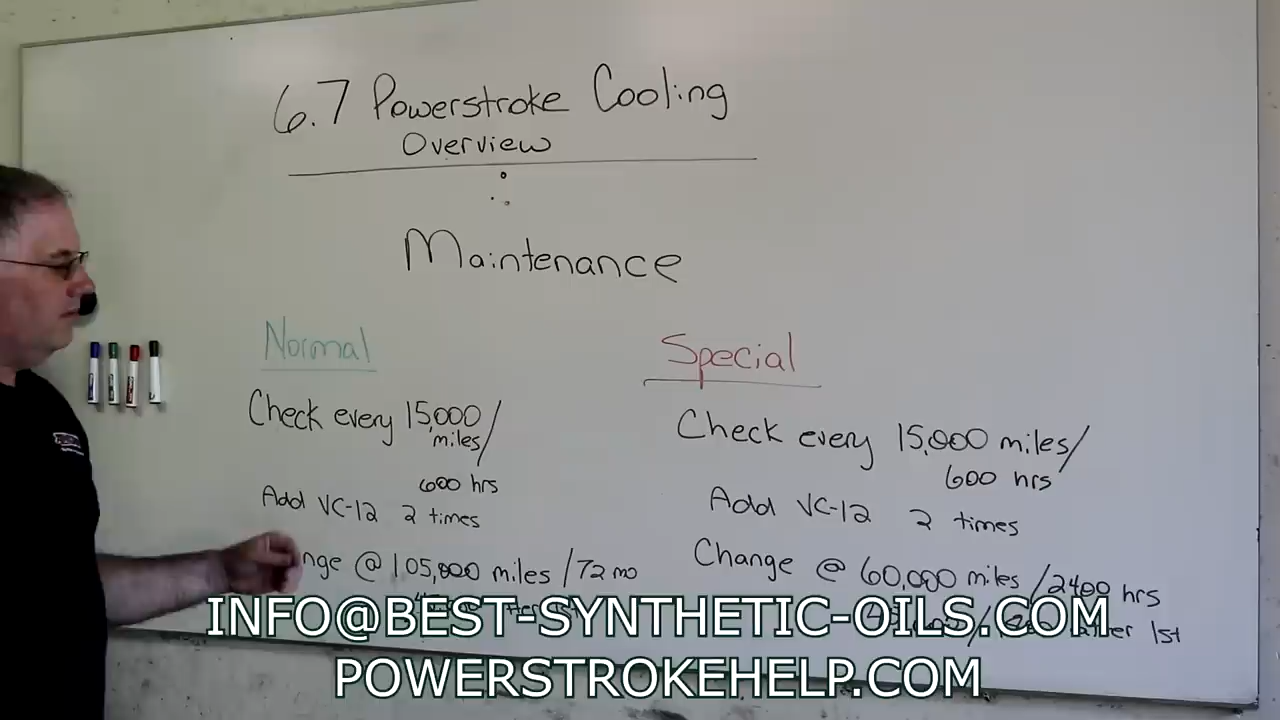 6.7 Powerstroke Cooling
Overview
Maintenance
Normal
Check every 15,000
miles/
600 hrs
Add VC-12 2 times
nge @ 105,000 miles /72 mo
Special
Check every 15,000 miles/
600 hrs
Add VC-12 2 times
Change @ 60,000 miles /2400 hrs
1st
INFO@BEST-SYNTHETIC-OILS.COM
POWERSTROKEHELP.COM